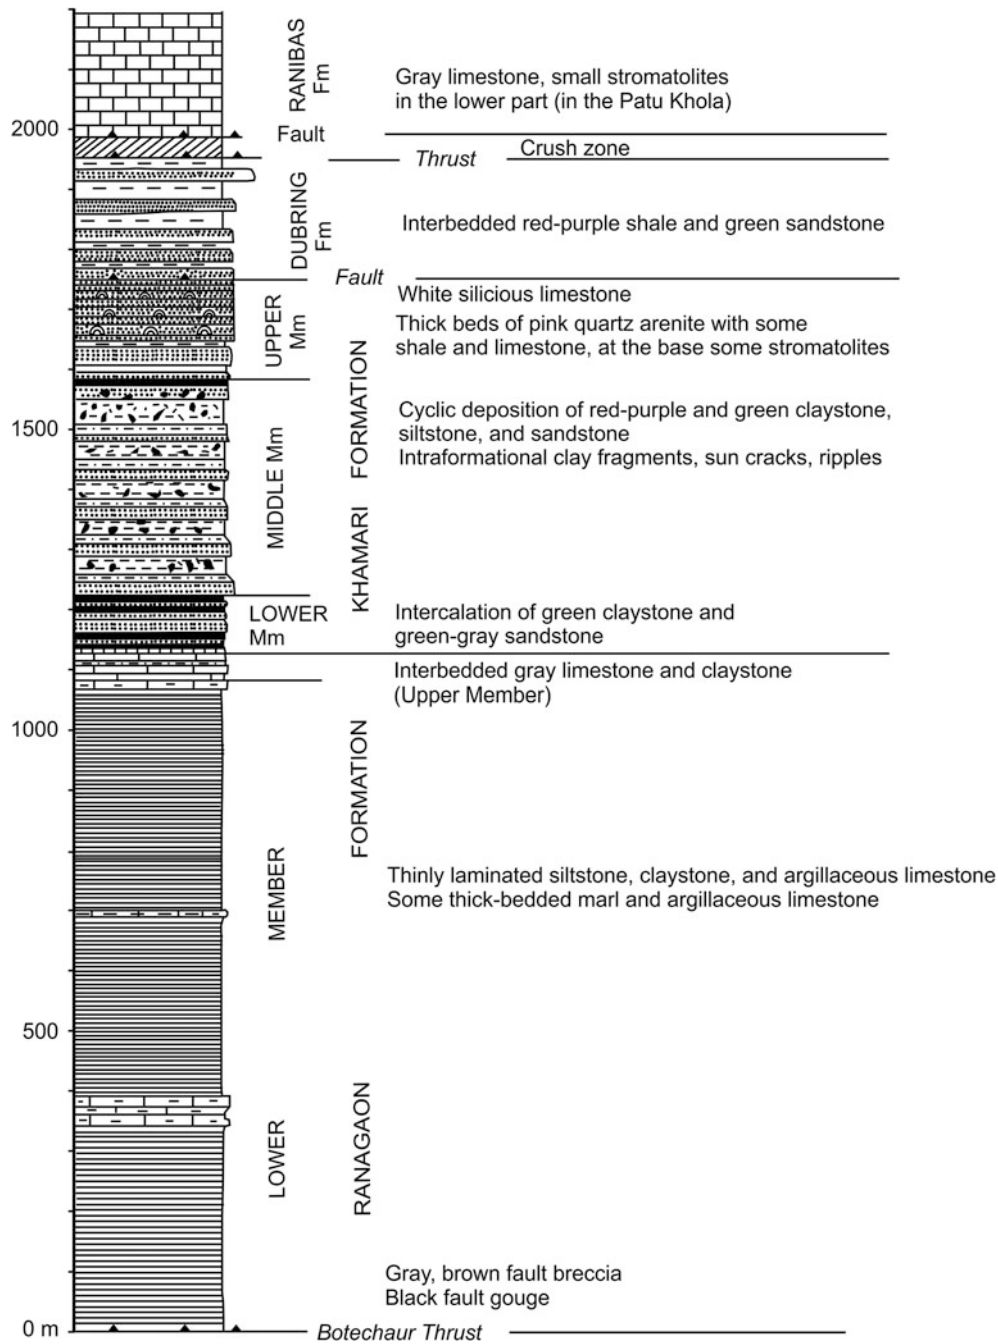 RANIBAS
Fm
Gray limestone, small stromatolites
in the lower part (in the Patu Khola)
2000
Fault
Thrust
Crush zone
DUBRING
Fm
Interbedded red-purple shale and green sandstone
Fault
White silicious limestone
UPPER
Mm
Thick beds of pink quartz arenite with some
shale and limestone, at the base some stromatolites
KHAMARI FORMATION
1500
MIDDLE Mm
Cyclic deposition of red-purple and green claystone,
siltstone, and sandstone
Intraformational clay fragments, sun cracks, ripples
LOWER
Mm
Intercalation of green claystone and
green-gray sandstone
Interbedded gray limestone and claystone
(Upper Member)
1000
RANAGAON FORMATION
LOWER MEMBER
Thinly laminated siltstone, claystone, and argillaceous limestone
Some thick-bedded marl and argillaceous limestone
500
Gray, brown fault breccia
Black fault gouge
0 m
Botechaur Thrust